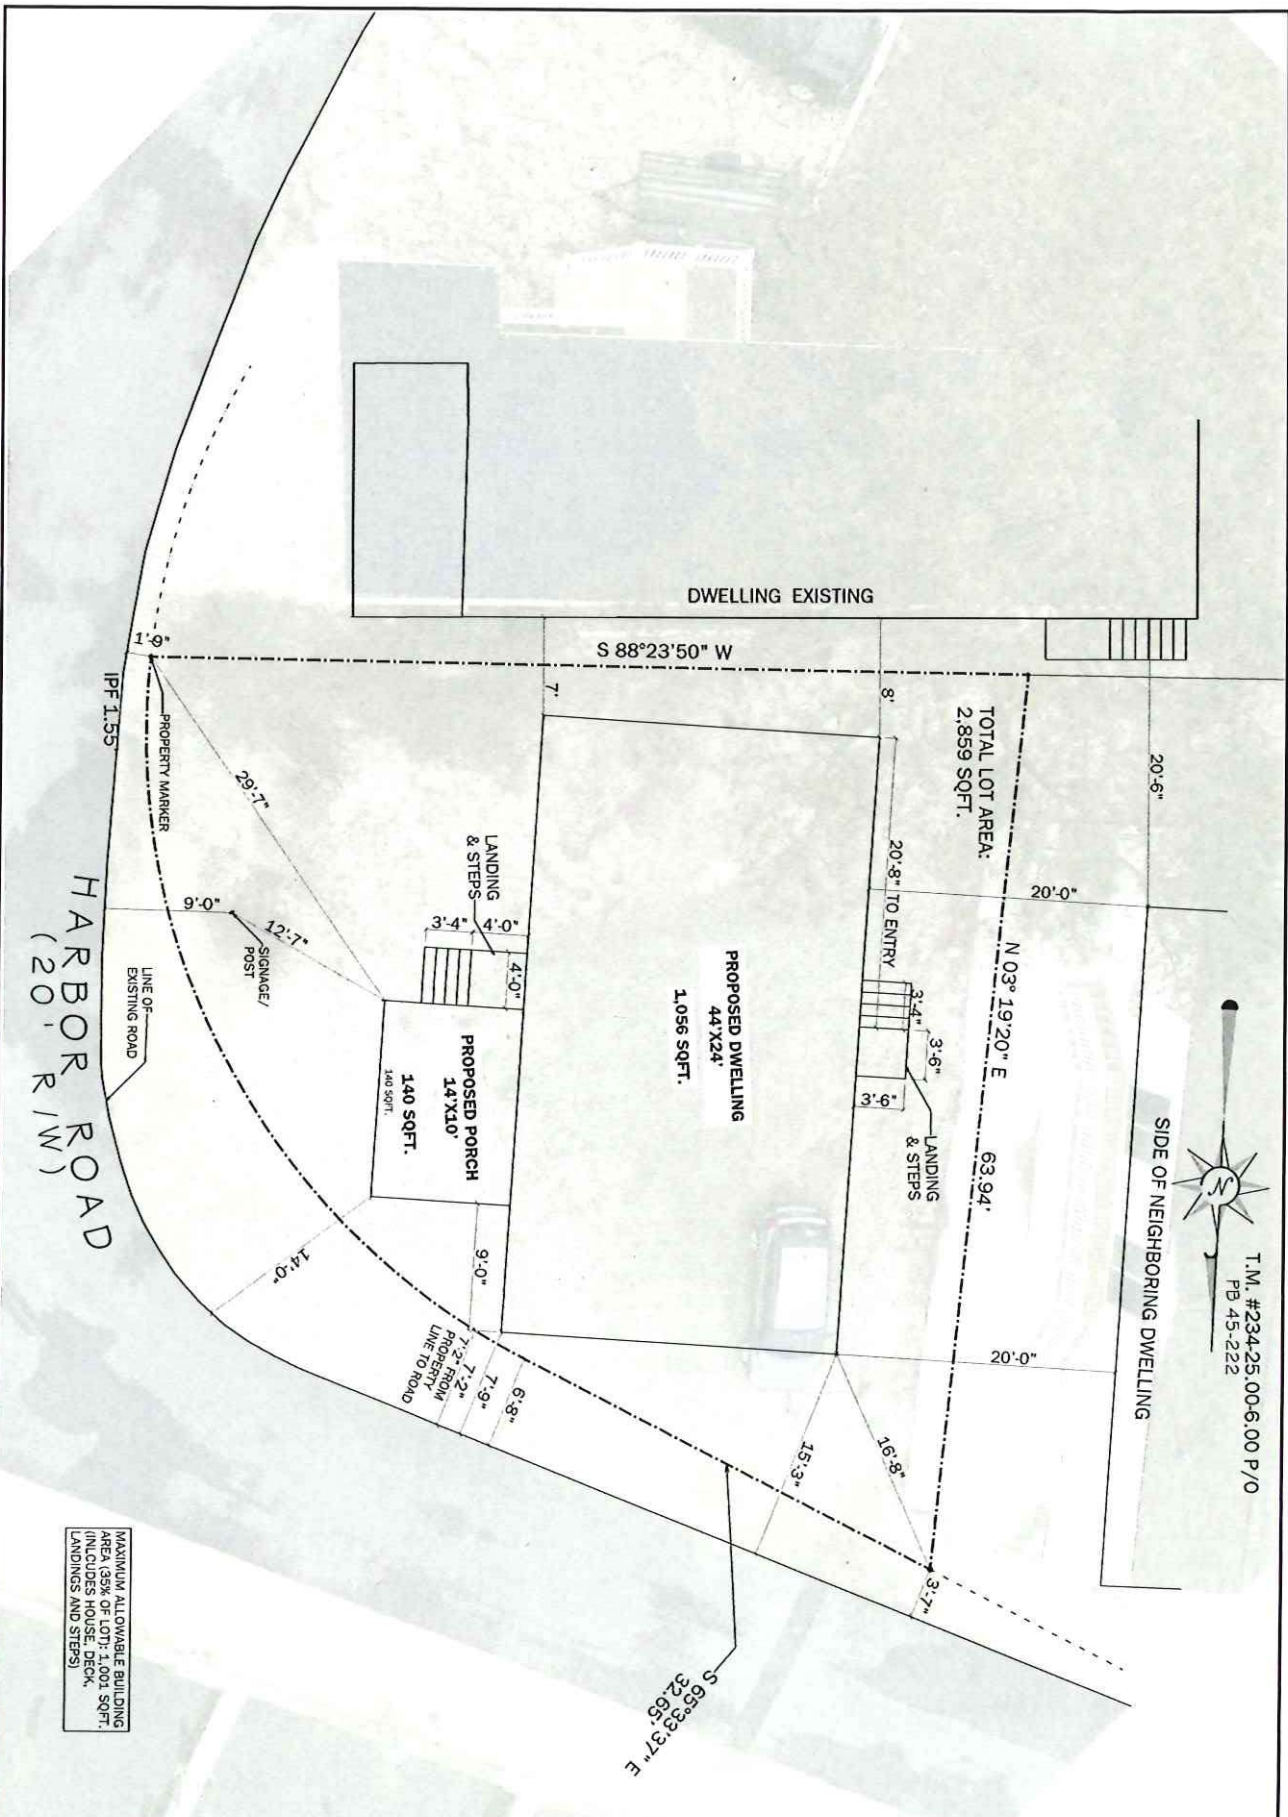 T.M. #234-25.00-6.00 P/O
PB 45-222
N
SIDE OF NEIGHBORING DWELLING
20'-6"
20'-0"
20'-0"
TOTAL LOT AREA:
2,859 SQFT.
N 03° 19'20" E
63.94'
DWELLING EXISTING
S 88°23'50" W
8'
7'
20'-8" TO ENTRY
3'-4"
3'-6"
3'-6"
LANDING
& STEPS
PROPOSED DWELLING
44'X24'
1,056 SQFT.
16'-8"
15'-3"
3'-7"
S 65°33'37" E
32.65'
LANDING
& STEPS
3'-4"
4'-0"
4'-0"
PROPOSED PORCH
14'X10'
140 SQFT.
140 SQFT.
9'-0"
14'-0"
6'-8"
7'-9"
7'-2"
7'-2" FROM
PROPERTY
LINE TO ROAD
29'-7"
12'-7"
9'-0"
SIGNAGE/
POST
1'-9"
PROPERTY MARKER
IPF 1.55'
LINE OF
EXISTING ROAD
HARBOR ROAD
(20' R/W)
MAXIMUM ALLOWABLE BUILDING
AREA (35% OF LOT): 1,001 SQFT.
(INLCUDES HOUSE, DECK,
LANDINGS AND STEPS)